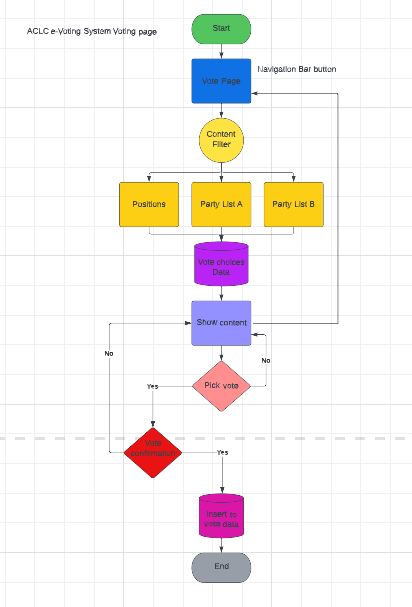 Start
ACLC e-Voting System Voting page
Navigation Bar button
Vote Page
Content
Filter
Positions
Party List A
Party List B
Vote choices
Data
Show content
No
No
Pick vote
Yes
Vote
confirmation
Yes
Insert to
vote data
End